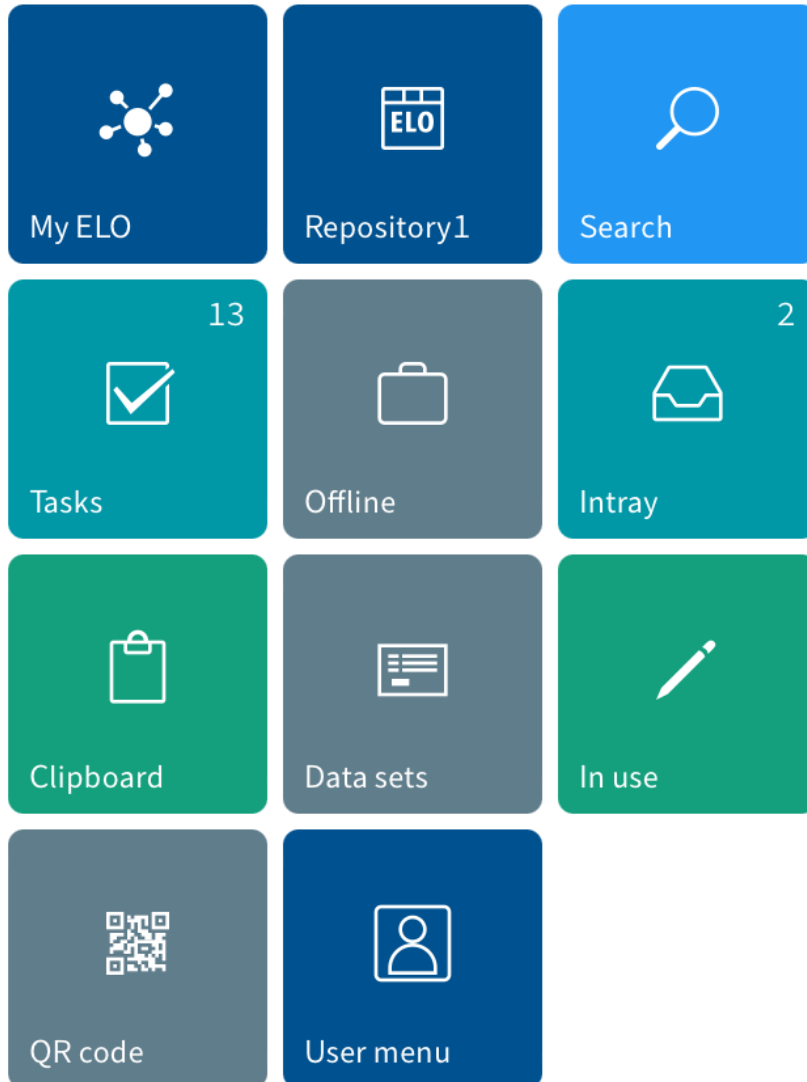 ELO
My ELO
Repository1
Search
13
2
Tasks
Offline
Intray
Clipboard
Data sets
In use
QR code
User menu